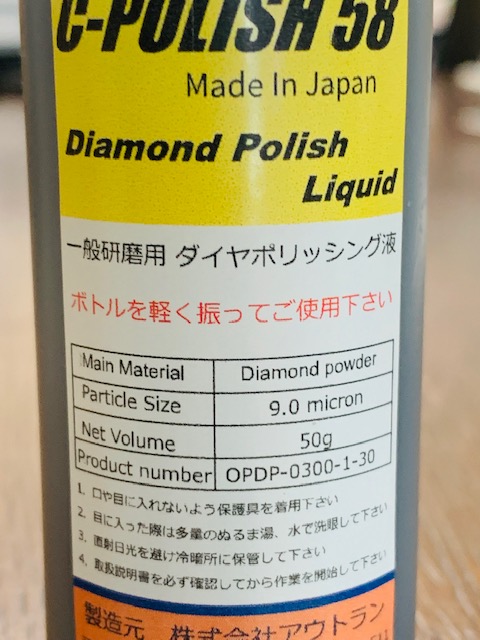 C-POLISH 58
Made In Japan
Diamond Polish
Liquid
一般研磨用 ダイヤポリッシング液
ボトルを軽く振ってご使用下さい
Main Material Diamond powder
Particle Size 9.0 micron
Net Volume 50g
Product number OPDP-0300-1-30
1. 口や目に入れないよう保護具を着用下さい
2. 目に入った際は多量のぬるま湯、水で洗眼して下さい
3. 直射日光を避け冷暗所に保管して下さい
4. 取扱説明書を必ず確認してから作業を開始して下さい
製造元 株式会社アウトラン